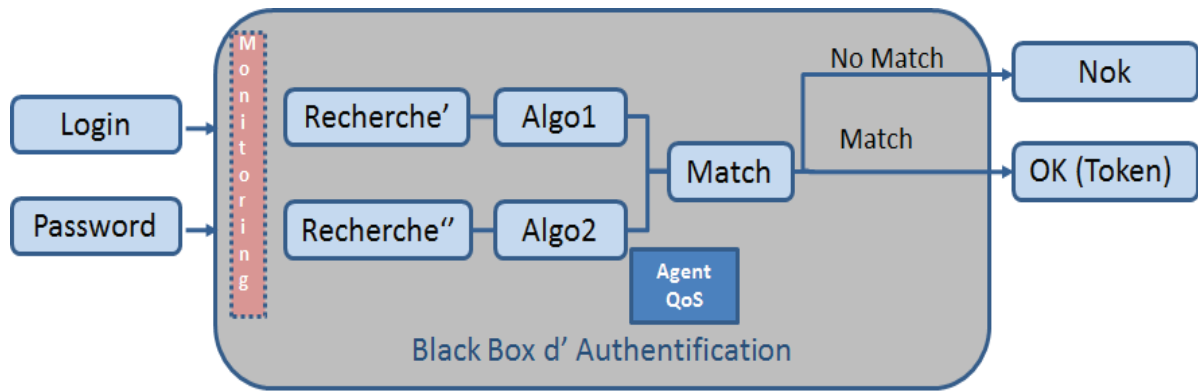 Login
Password
Monitoring
Recherche'
Algo1
Recherche‘’
Algo2
Match
Agent
QoS
No Match
Match
Nok
OK (Token)
Black Box d’ Authentification